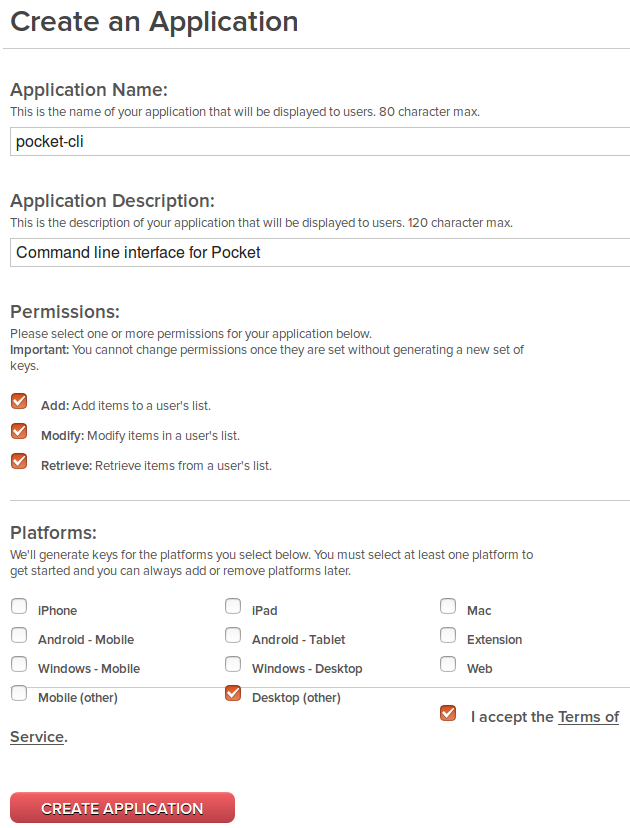 Create an Application
Application Name:
This is the name of your application that will be displayed to users. 80 character max.
pocket-cli
Application Description:
This is the description of your application that will be displayed to users. 120 character max.
Command line interface for Pocket
Permissions:
Please select one or more permissions for your application below.
Important: You cannot change permissions once they are set without generating a new set of
keys.
Add: Add items to a user's list.
Modify: Modify items in a user's list.
Retrieve: Retrieve items from a user's list.
Platforms:
We'll generate keys for the platforms you select below. You must select at least one platform to
get started and you can always add or remove platforms later.
iPhone iPad Mac
Android - Mobile Android - Tablet Extension
Windows - Mobile Windows - Desktop Web
Mobile (other) Desktop (other)
I accept the Terms of
Service.
CREATE APPLICATION